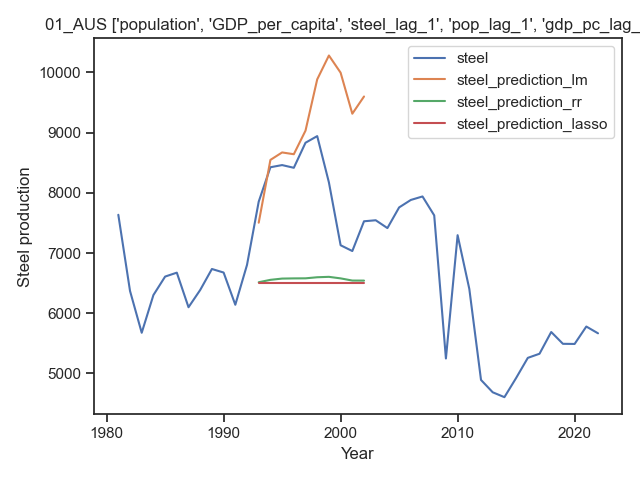 01_AUS ['population', 'GDP_per_capita', 'steel_lag_1', 'pop_lag_1', 'gdp_pc_lag_
steel
steel_prediction_lm
steel_prediction_rr
steel_prediction_lasso
Steel production
10000
9000
8000
7000
6000
5000
1980
1990
2000
2010
2020
Year